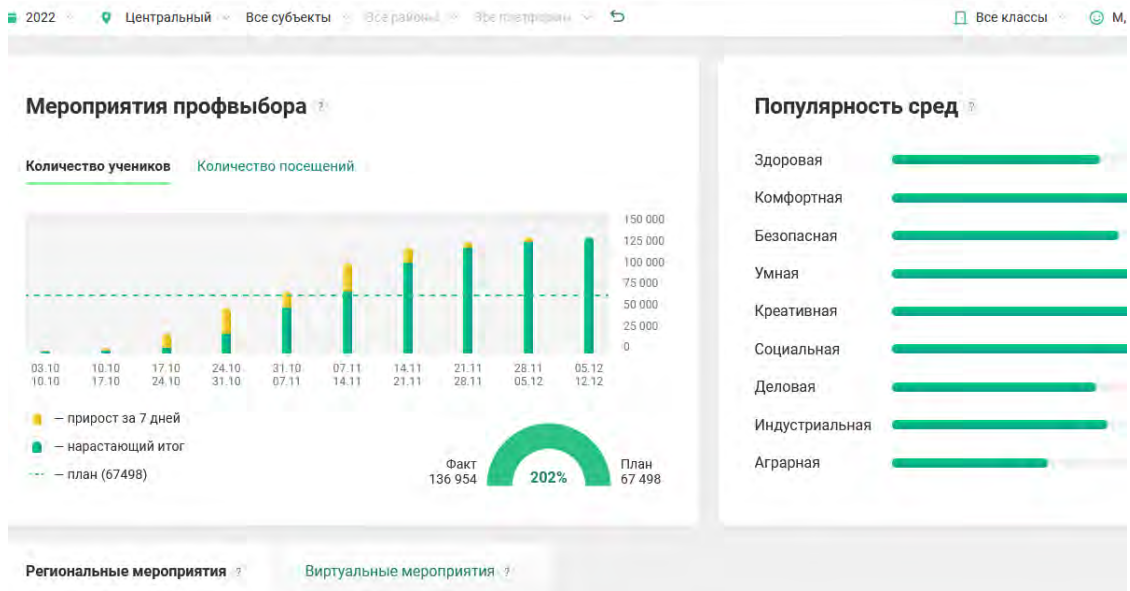 2022 Центральный Все субъекты Все районы Все платформы Все классы М,
Мероприятия профвыбора ?
Количество учеников Количество посещений
150 000
125 000
100 000
75 000
50 000
25 000
0
03.10 10.10 17.10 24.10 31.10 07.11 14.11 21.11 28.11 05.12
10.10 17.10 24.10 31.10 07.11 14.11 21.11 28.11 05.12 12.12
– прирост за 7 дней
– нарастающий итог
– план (67498)
Факт
136 954
202%
План
67 498
Популярность сред ?
Здоровая
Комфортная
Безопасная
Умная
Креативная
Социальная
Деловая
Индустриальная
Аграрная
Региональные мероприятия ? Виртуальные мероприятия ?